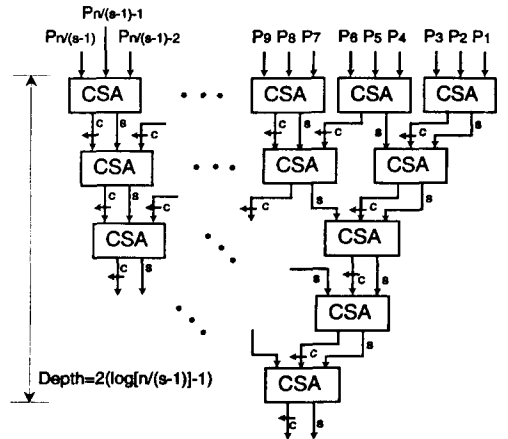 Pn/(s-1)-1
Pn/(s-1) Pn/(s-1)-2 P9 P8 P7 P6 P5 P4 P3 P2 P1
CSA CSA CSA CSA
c s c c s c s c s
CSA CSA CSA
c s c c s c s
CSA CSA
c s s c s
CSA
c s
Depth=2(log[n/(s-1)]-1)
CSA
c s